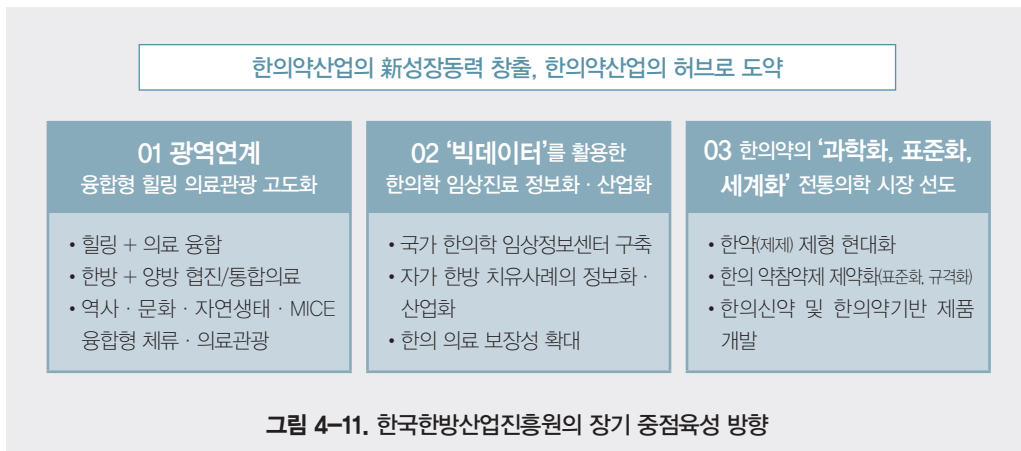 한의약산업의 新성장동력 창출, 한의약산업의 허브로 도약
01 광역연계
융합형 힐링 의료관광 고도화
• 힐링 + 의료 융합
• 한방 + 양방 협진/통합의료
• 역사 · 문화 · 자연생태 · MICE
융합형 체류 · 의료관광
02 ‘빅데이터’를 활용한
한의학 임상진료 정보화 · 산업화
• 국가 한의학 임상정보센터 구축
• 자가 한방 치유사례의 정보화 ·
산업화
• 한의 의료 보장성 확대
03 한의약의 ‘과학화, 표준화,
세계화’ 전통의학 시장 선도
• 한약(제제) 제형 현대화
• 한의 약침약제 제약화(표준화, 규격화)
• 한의신약 및 한의약기반 제품
개발
그림 4–11. 한국한방산업진흥원의 장기 중점육성 방향